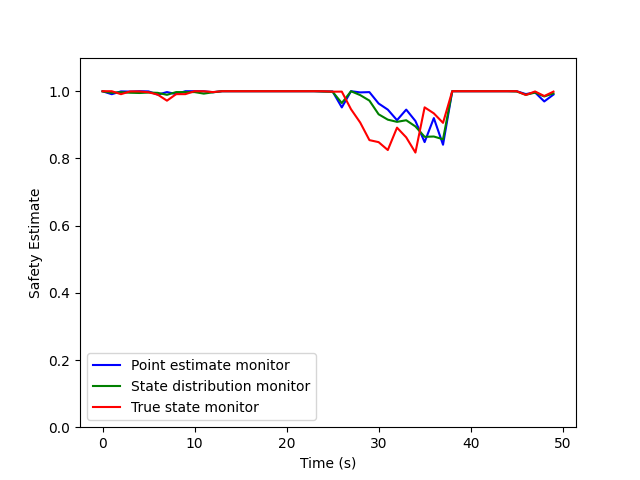 1.0
0.8
0.6
0.4
0.2
0.0
Safety Estimate
Point estimate monitor
State distribution monitor
True state monitor
0 10 20 30 40 50
Time (s)